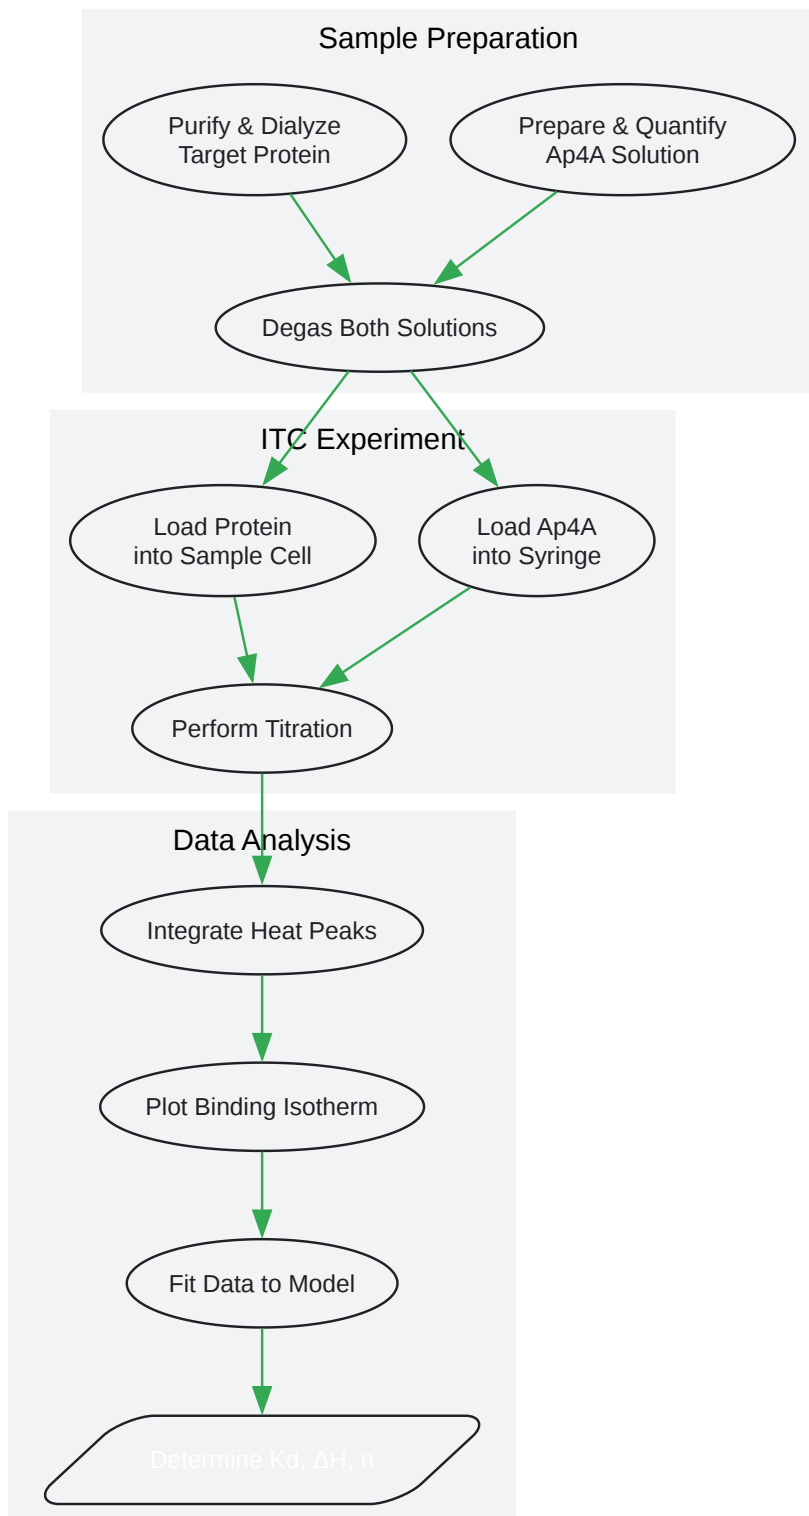 Sample Preparation
Purify & Dialyze
Target Protein
Prepare & Quantify
Ap4A Solution
Degas Both Solutions
ITC Experiment
Load Protein
into Sample Cell
Load Ap4A
into Syringe
Perform Titration
Data Analysis
Integrate Heat Peaks
Plot Binding Isotherm
Fit Data to Model
Determine Kd, ΔH, n